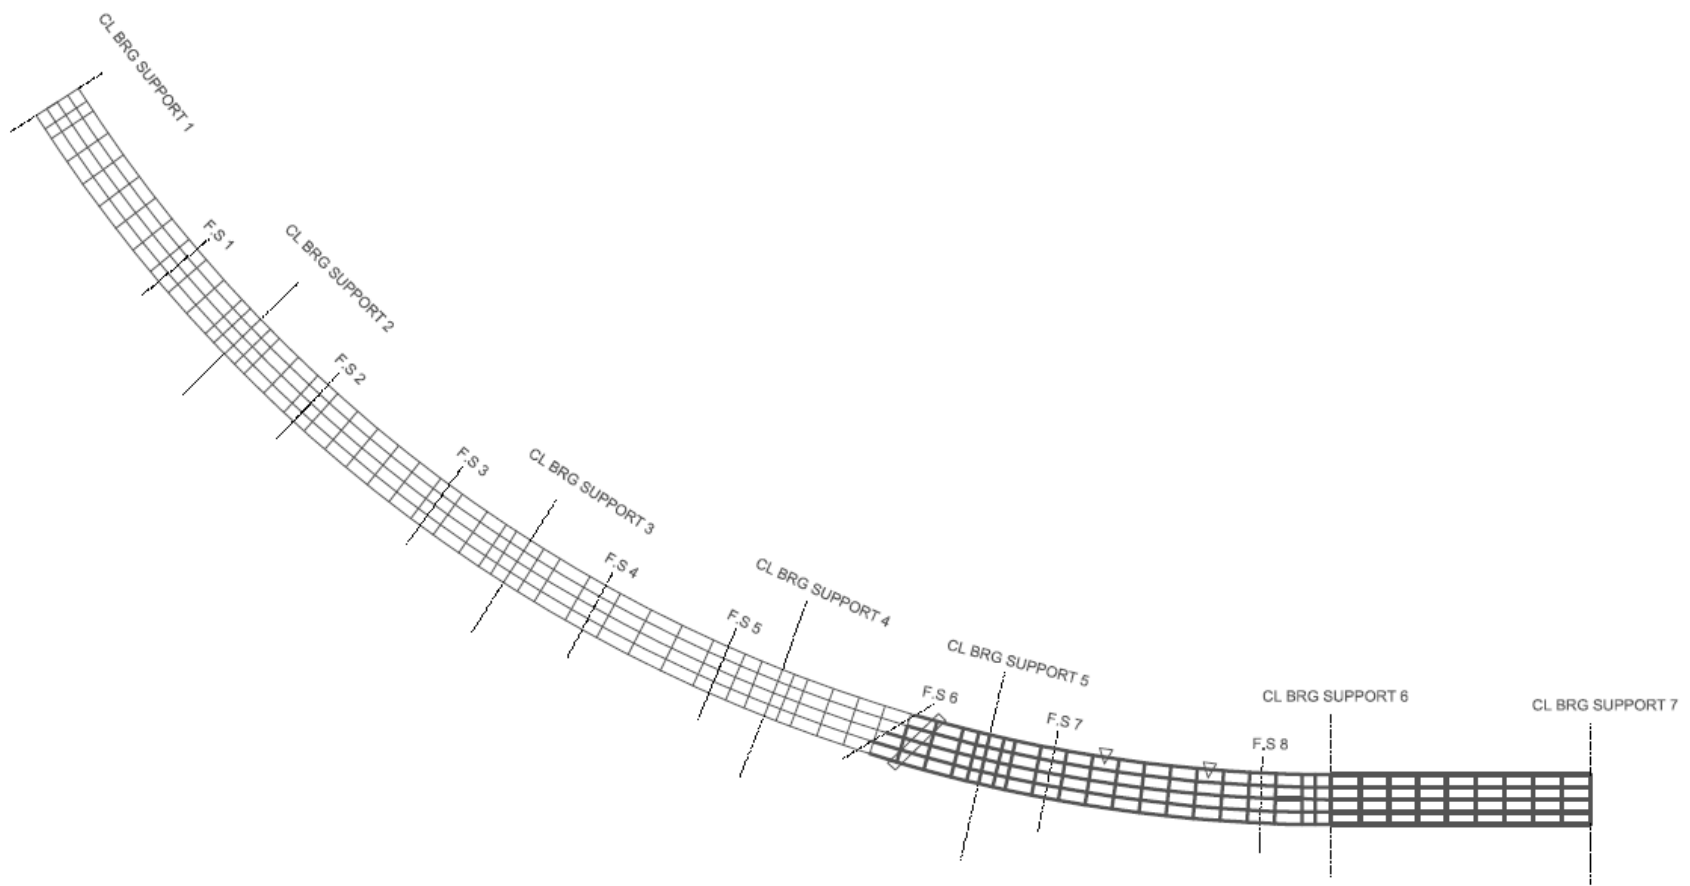 CL BRG SUPPORT 1
F.S 1
CL BRG SUPPORT 2
F.S 2
F.S 3
CL BRG SUPPORT 3
F.S 4
CL BRG SUPPORT 4
F.S 5
CL BRG SUPPORT 5
F.S 6
F.S 7
CL BRG SUPPORT 6
F.S 8
CL BRG SUPPORT 7